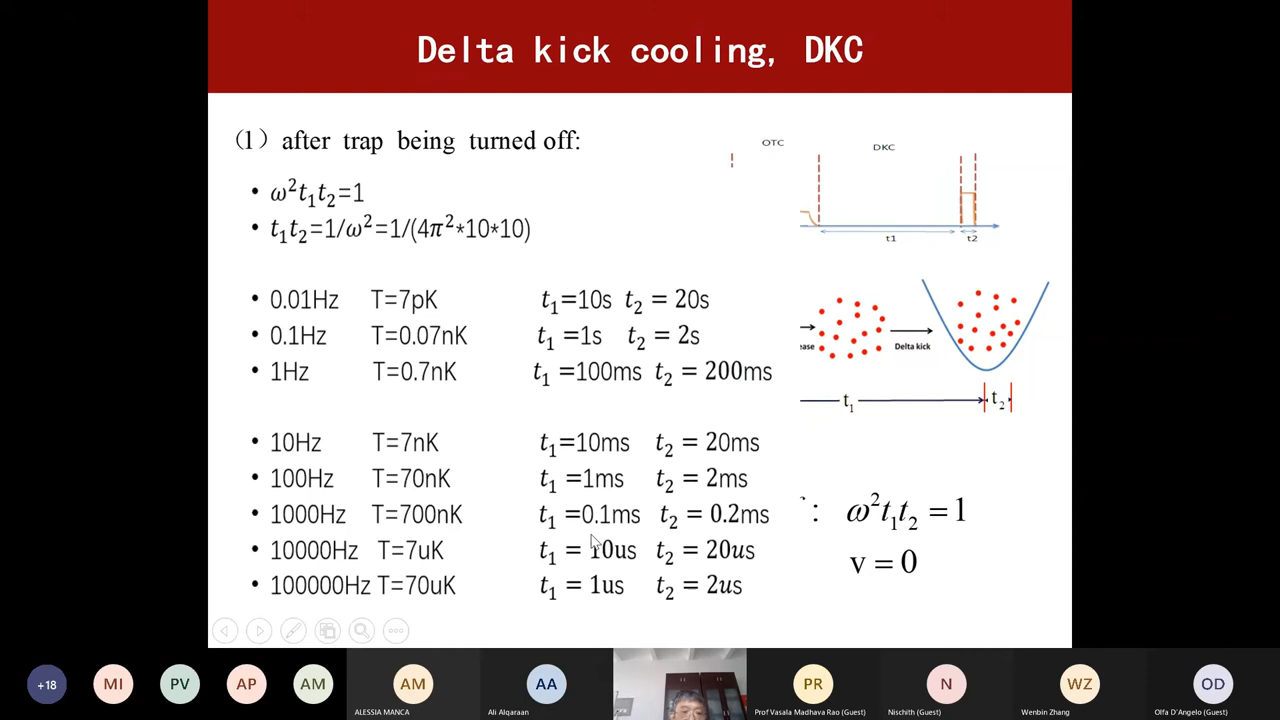 Delta kick cooling, DKC
（1）after trap being turned off:
• ω²t₁t₂=1
• t₁t₂=1/ω²=1/(4π²*10*10)
• 0.01Hz T=7pK t₁=10s t₂ = 20s
• 0.1Hz T=0.07nK t₁ =1s t₂ = 2s
• 1Hz T=0.7nK t₁ =100ms t₂ = 200ms
• 10Hz T=7nK t₁=10ms t₂ = 20ms
• 100Hz T=70nK t₁ =1ms t₂ = 2ms
• 1000Hz T=700nK t₁ =0.1ms t₂ = 0.2ms
• 10000Hz T=7uK t₁ = 10us t₂ = 20us
• 100000Hz T=70uK t₁ = 1us t₂ = 2us
OTC
DKC
t1
t2
ease
Delta kick
t₁
t₂
: ω²t₁t₂ = 1
v = 0
+18
MI
PV
AP
AM
AM
ALESSIA MANCA
AA
Ali Alqaraan
PR
Prof Vasala Madhava Rao (Guest)
N
Nischith (Guest)
WZ
Wenbin Zhang
OD
Olfa D'Angelo (Guest)